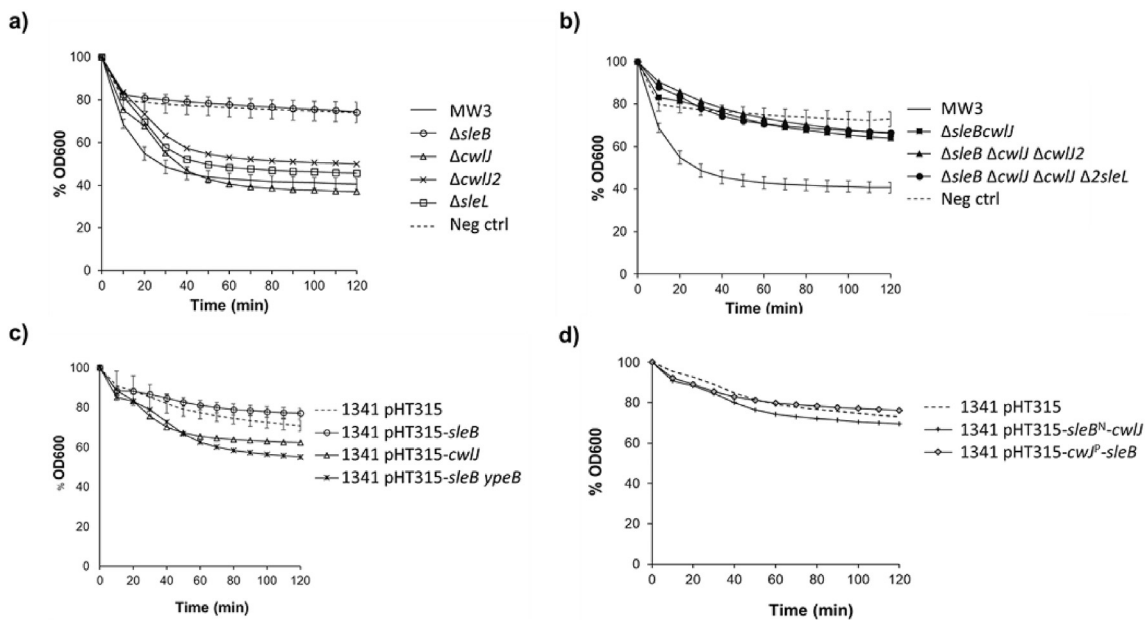 a)
% OD600
100
80
60
40
20
0
0 20 40 60 80 100 120
Time (min)
MW3
ΔsleB
ΔcwlJ
ΔcwlJ2
ΔsleL
Neg ctrl
b)
% OD600
100
80
60
40
20
0
0 20 40 60 80 100 120
Time (min)
MW3
ΔsleBcwlJ
ΔsleB ΔcwlJ ΔcwlJ2
ΔsleB ΔcwlJ ΔcwlJ Δ2sleL
Neg ctrl
c)
% OD600
100
80
60
40
20
0
0 20 40 60 80 100 120
Time (min)
1341 pHT315
1341 pHT315-sleB
1341 pHT315-cwlJ
1341 pHT315-sleB ypeB
d)
% OD600
100
80
60
40
20
0
0 20 40 60 80 100 120
Time (min)
1341 pHT315
1341 pHT315-sleBᴺ-cwlJ
1341 pHT315-cwJᴾ-sleB